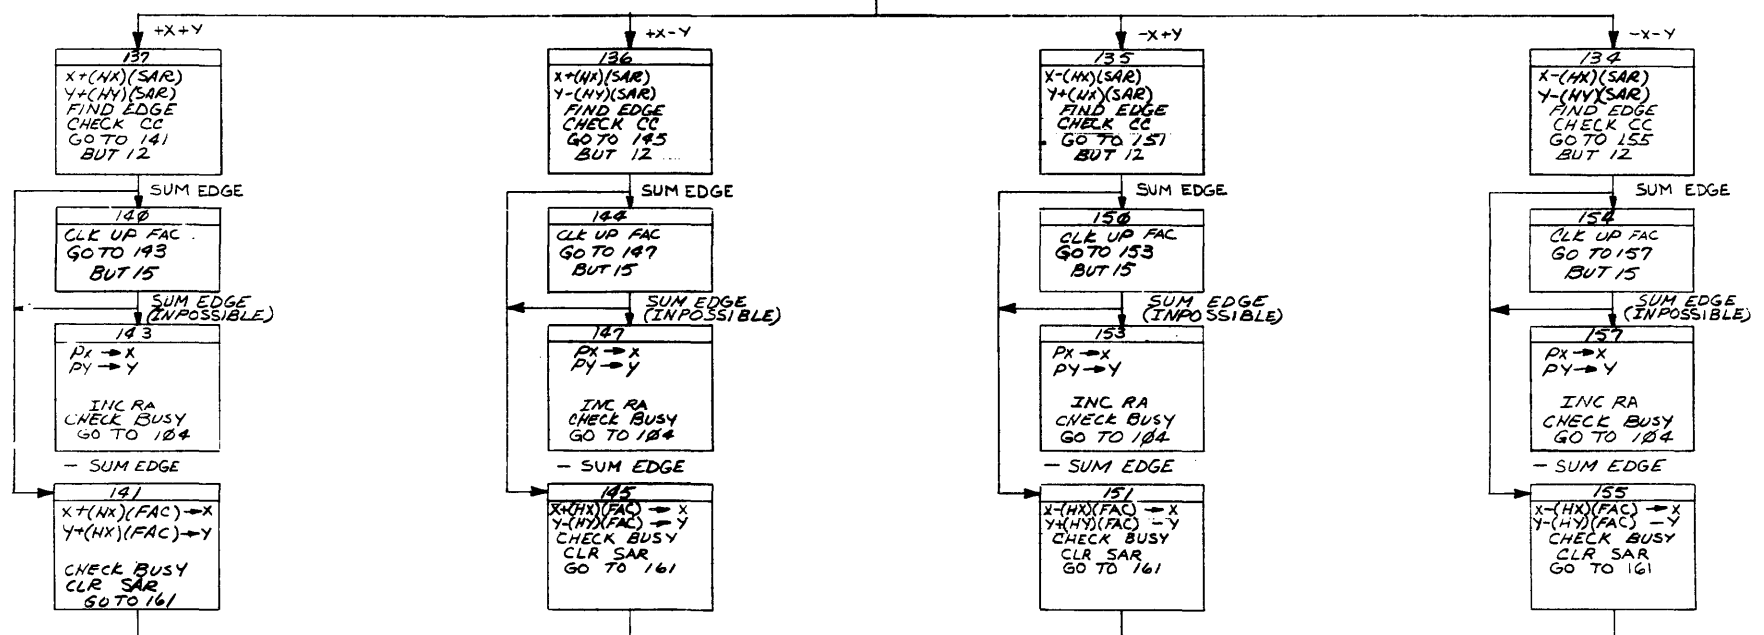 +X+Y
137
X+(HX)(SAR)
Y+(HY)(SAR)
FIND EDGE
CHECK CC
GO TO 141
BUT 12
SUM EDGE
14Ø
CLK UP FAC
GO TO 143
BUT 15
SUM EDGE
(INPOSSIBLE)
143
PX → X
PY → Y
INC RA
CHECK BUSY
GO TO 1Ø4
— SUM EDGE
141
X+(HX)(FAC)→X
Y+(HX)(FAC)→Y
CHECK BUSY
CLR SAR
GO TO 161
+X-Y
136
X+(HX)(SAR)
Y-(HY)(SAR)
FIND EDGE
CHECK CC
GO TO 145
BUT 12
SUM EDGE
144
CLK UP FAC
GO TO 147
BUT 15
SUM EDGE
(INPOSSIBLE)
147
PX → X
PY → Y
INC RA
CHECK BUSY
GO TO 1Ø4
— SUM EDGE
145
X+(HX)(FAC) → X
Y-(HY)(FAC) → Y
CHECK BUSY
CLR SAR
GO TO 161
-X+Y
135
X-(HX)(SAR)
Y+(HX)(SAR)
FIND EDGE
CHECK CC
GO TO 151
BUT 12
SUM EDGE
15Ø
CLK UP FAC
GO TO 153
BUT 15
SUM EDGE
(INPOSSIBLE)
153
PX → X
PY → Y
INC RA
CHECK BUSY
GO TO 1Ø4
— SUM EDGE
151
X-(HX)(FAC) → X
Y+(HY)(FAC) - Y
CHECK BUSY
CLR SAR
GO TO 161
-X-Y
134
X-(HX)(SAR)
Y-(HY)(SAR)
FIND EDGE
CHECK CC
GO TO 155
BUT 12
SUM EDGE
154
CLK UP FAC
GO TO 157
BUT 15
SUM EDGE
(INPOSSIBLE)
157
PX → X
PY → Y
INC RA
CHECK BUSY
GO TO 1Ø4
— SUM EDGE
155
X-(HX)(FAC) → X
Y-(HY)(FAC) - Y
CHECK BUSY
CLR SAR
GO TO 161